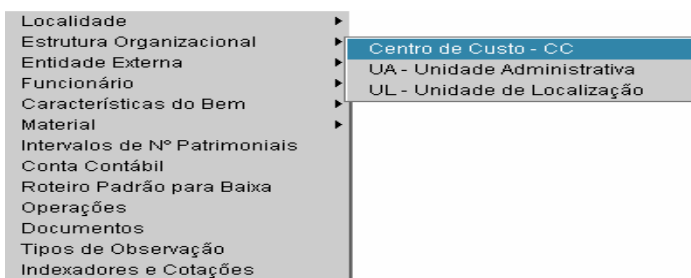 Localidade
Estrutura Organizacional
Entidade Externa
Funcionário
Características do Bem
Material
Intervalos de Nº Patrimoniais
Conta Contábil
Roteiro Padrão para Baixa
Operações
Documentos
Tipos de Observação
Indexadores e Cotações
Centro de Custo - CC
UA - Unidade Administrativa
UL - Unidade de Localização